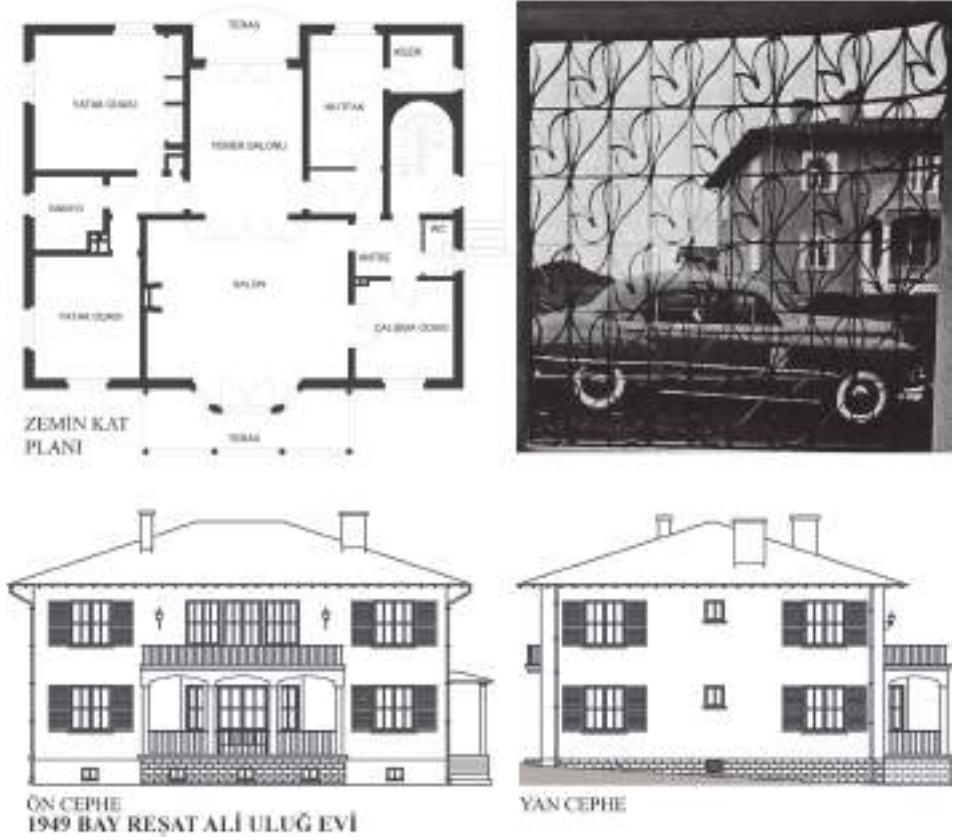 TERAS
KİLER
YATAK ODASI
MUTFAK
YEMEK SALONU
BANYO
WC
ANTRE
SALON
YATAK ODASI
ÇALIŞMA ODASI
ZEMİN KAT
PLANI
TERAS
ÖN CEPHE
YAN CEPHE
1949 BAY REŞAT ALİ ULUĞ EVİ